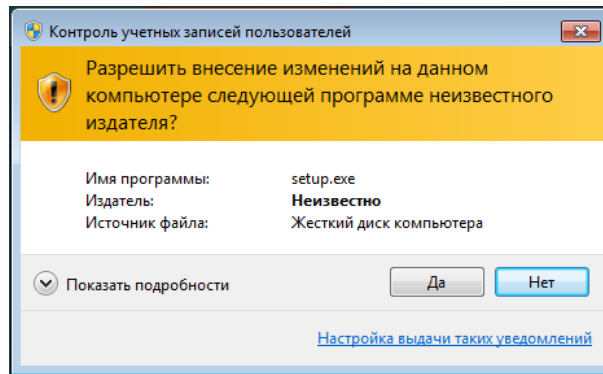 Контроль учетных записей пользователей
Разрешить внесение изменений на данном
компьютере следующей программе неизвестного
издателя?
Имя программы: setup.exe
Издатель: Неизвестно
Источник файла: Жесткий диск компьютера
Показать подробности Да Нет
Настройка выдачи таких уведомлений